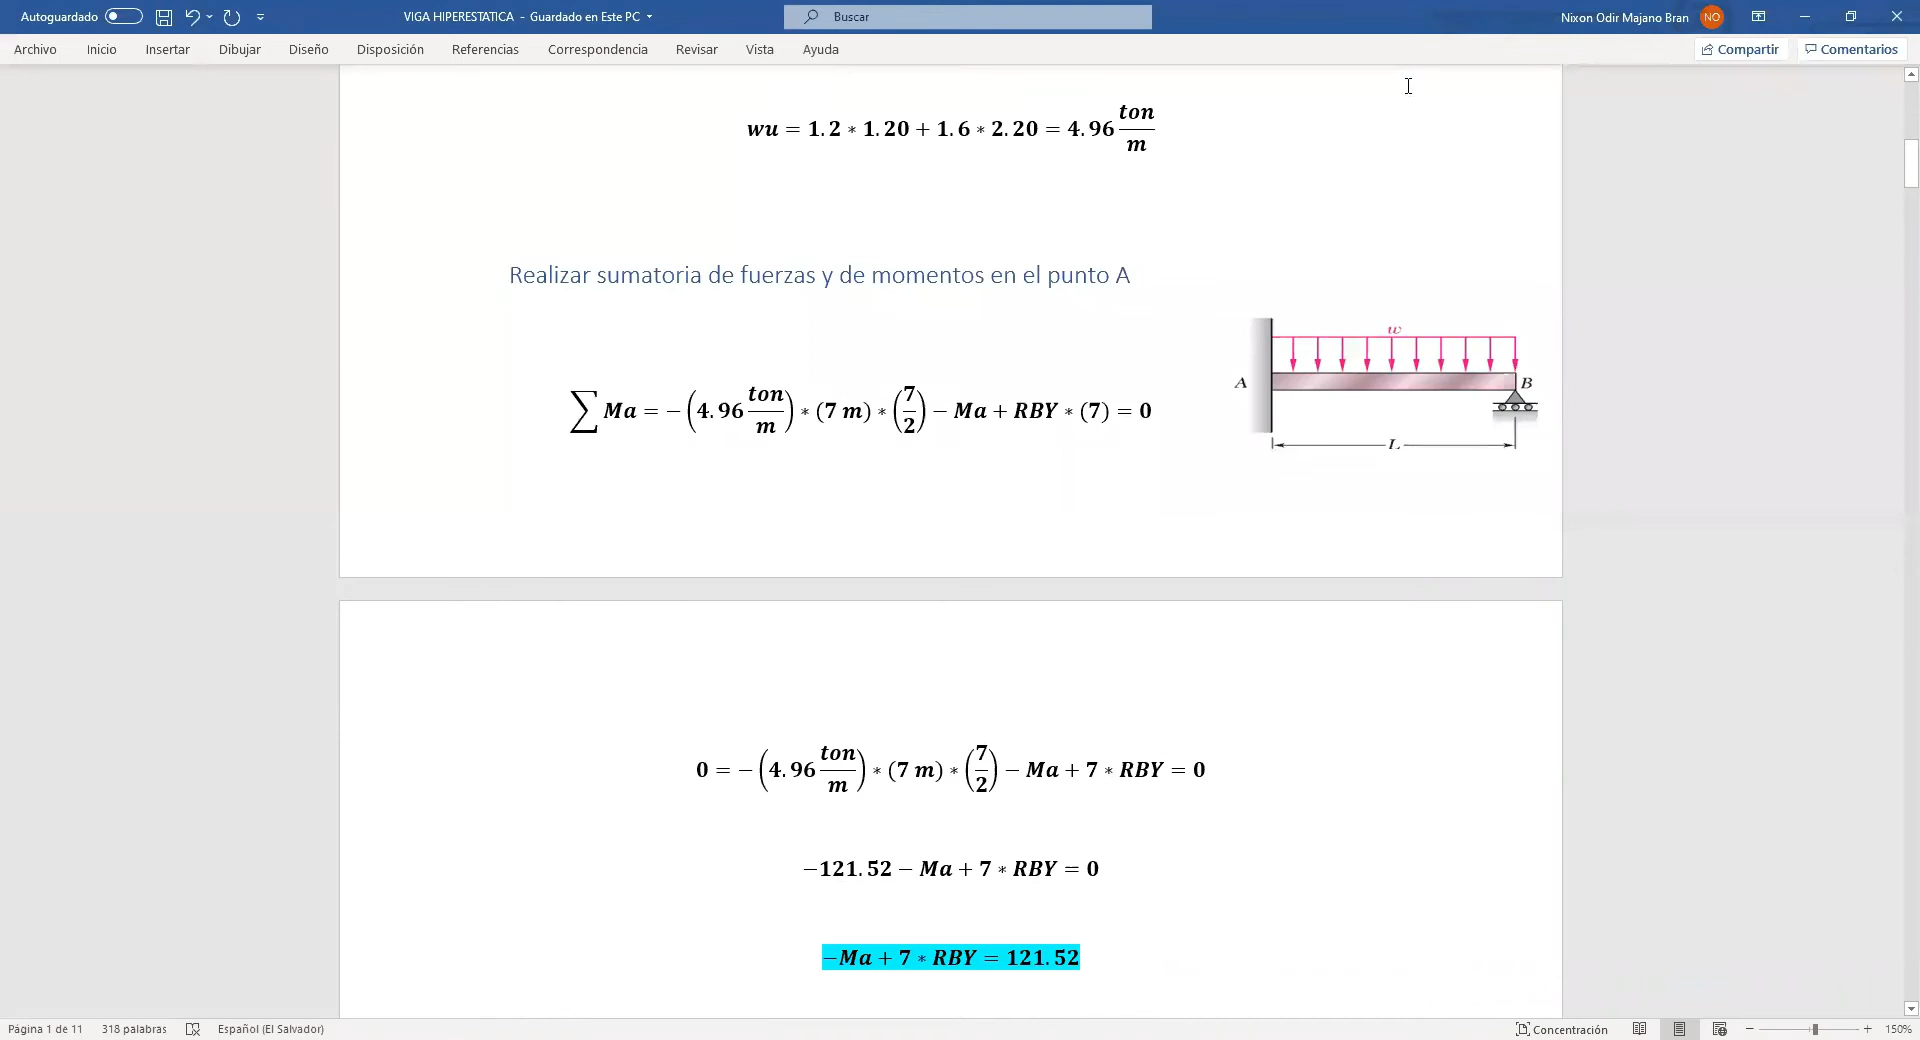 Autoguardado
VIGA HIPERESTATICA - Guardado en Este PC
Buscar
Nixon Odir Majano Bran NO
Archivo Inicio Insertar Dibujar Diseño Disposición Referencias Correspondencia Revisar Vista Ayuda Compartir Comentarios
wu = 1.2 * 1.20 + 1.6 * 2.20 = 4.96 ton/m
Realizar sumatoria de fuerzas y de momentos en el punto A
∑ Ma = −(4.96 ton/m) * (7 m) * (7/2) − Ma + RBY * (7) = 0
w
A B
L
0 = −(4.96 ton/m) * (7 m) * (7/2) − Ma + 7 * RBY = 0
−121.52 − Ma + 7 * RBY = 0
−Ma + 7 * RBY = 121.52
Página 1 de 11 318 palabras Español (El Salvador) Concentración 150%